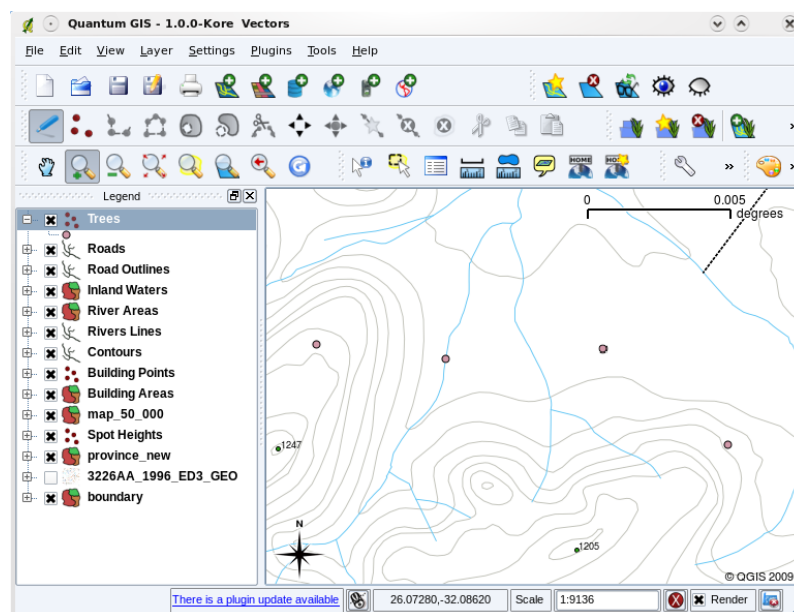 Quantum GIS - 1.0.0-Kore Vectors
File Edit View Layer Settings Plugins Tools Help
HOME HOME
» 
» »
Legend
Trees
Roads
Road Outlines
Inland Waters
River Areas
Rivers Lines
Contours
Building Points
Building Areas
map_50_000
Spot Heights
province_new
3226AA_1996_ED3_GEO
boundary
0 0.005
degrees
1247
N
1205
© QGIS 2009
There is a plugin update available 26.07280,-32.08620 Scale 1:9136 Render